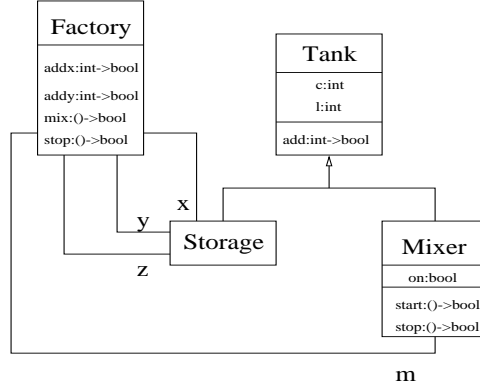 Factory
addx:int->bool
addy:int->bool
mix:()->bool
stop:()->bool
Tank
c:int
l:int
add:int->bool
x
y
z
Storage
Mixer
on:bool
start:()->bool
stop:()->bool
m